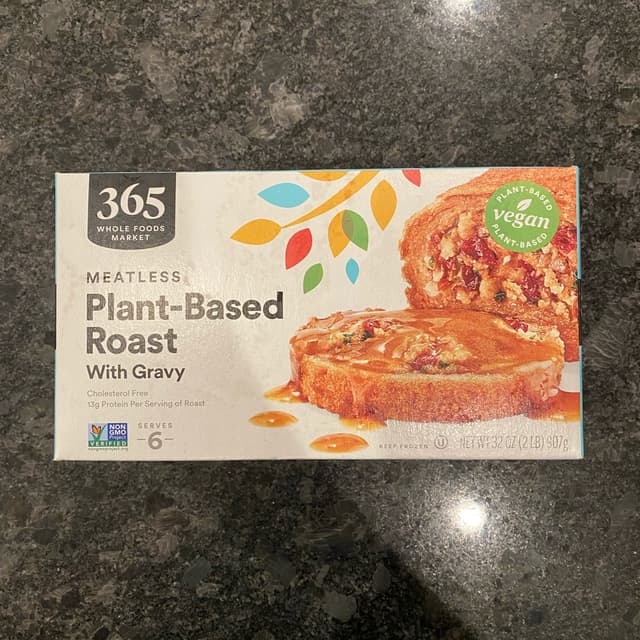 365
WHOLE FOODS
MARKET
MEATLESS
Plant-Based
Roast
With Gravy
Cholesterol Free
13g Protein Per Serving of Roast
NON
GMO
Project
VERIFIED
nongmoproject.org
SERVES
6
PLANT-BASED
vegan
PLANT-BASED
KEEP FROZEN
U
NET WT 32 OZ (2 LB) 907g